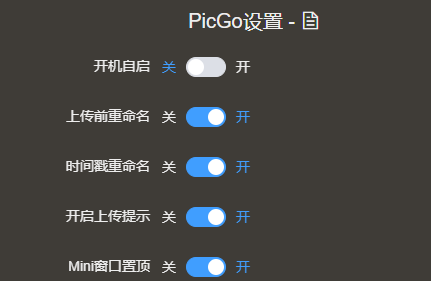 PicGo设置 -
开机自启 关 开
上传前重命名 关 开
时间戳重命名 关 开
开启上传提示 关 开
Mini窗口置顶 关 开